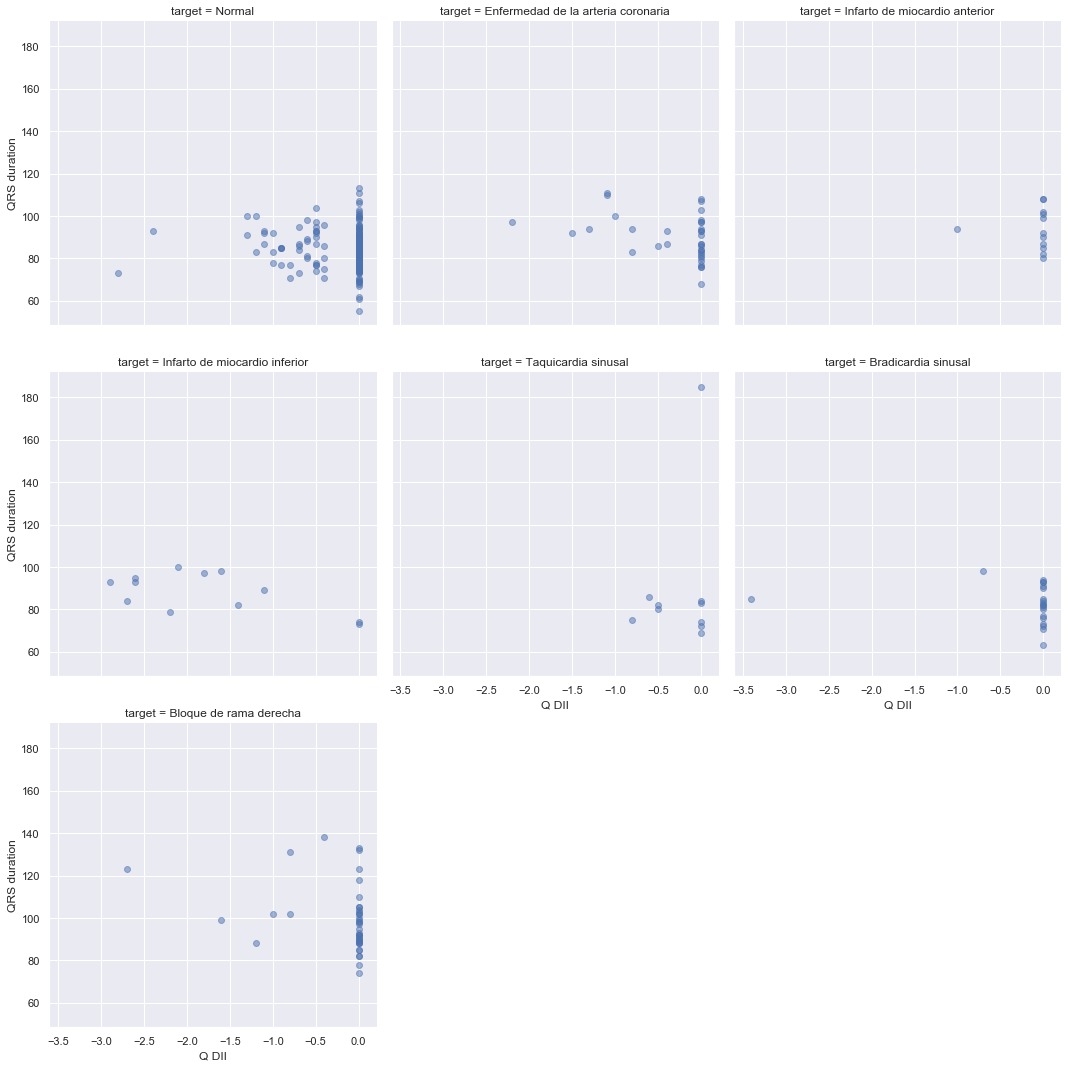 target = Normal
target = Enfermedad de la arteria coronaria
target = Infarto de miocardio anterior
180
160
140
120
100
80
60
QRS duration
target = Infarto de miocardio inferior
target = Taquicardia sinusal
target = Bradicardia sinusal
180
160
140
120
100
80
60
QRS duration
−3.5 −3.0 −2.5 −2.0 −1.5 −1.0 −0.5 0.0
Q DII
−3.5 −3.0 −2.5 −2.0 −1.5 −1.0 −0.5 0.0
Q DII
target = Bloque de rama derecha
180
160
140
120
100
80
60
QRS duration
−3.5 −3.0 −2.5 −2.0 −1.5 −1.0 −0.5 0.0
Q DII